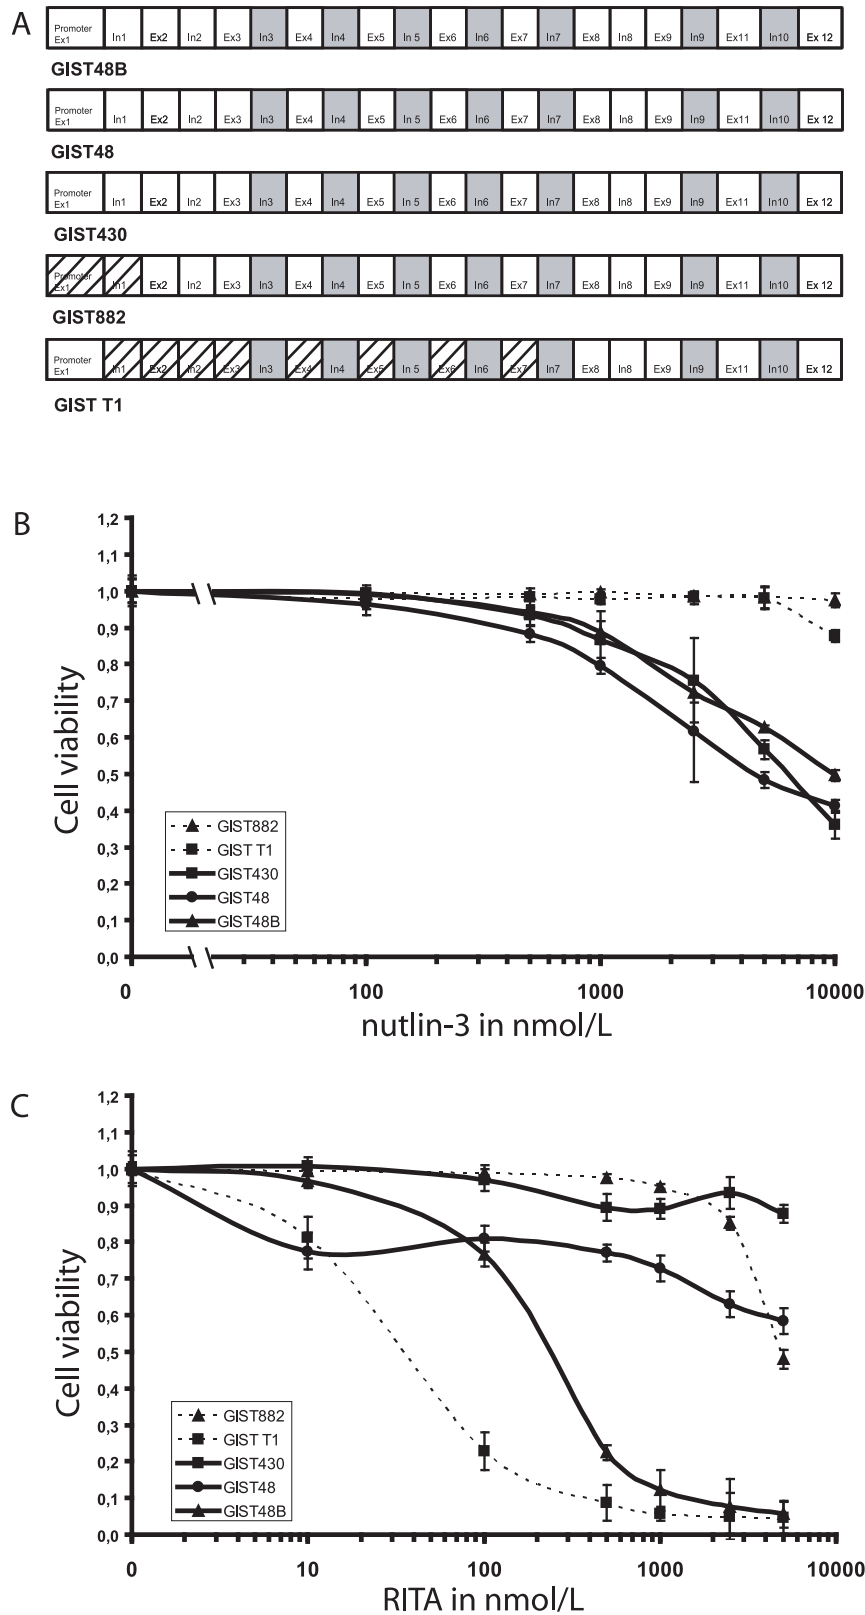 A
Promoter Ex1 In1 Ex2 In2 Ex3 In3 Ex4 In4 Ex5 In 5 Ex6 In6 Ex7 In7 Ex8 In8 Ex9 In9 Ex11 In10 Ex 12
GIST48B
Promoter Ex1 In1 Ex2 In2 Ex3 In3 Ex4 In4 Ex5 In 5 Ex6 In6 Ex7 In7 Ex8 In8 Ex9 In9 Ex11 In10 Ex 12
GIST48
Promoter Ex1 In1 Ex2 In2 Ex3 In3 Ex4 In4 Ex5 In 5 Ex6 In6 Ex7 In7 Ex8 In8 Ex9 In9 Ex11 In10 Ex 12
GIST430
Promoter Ex1 In1 Ex2 In2 Ex3 In3 Ex4 In4 Ex5 In 5 Ex6 In6 Ex7 In7 Ex8 In8 Ex9 In9 Ex11 In10 Ex 12
GIST882
Promoter Ex1 In1 Ex2 In2 Ex3 In3 Ex4 In4 Ex5 In 5 Ex6 In6 Ex7 In7 Ex8 In8 Ex9 In9 Ex11 In10 Ex 12
GIST T1
B
1,2
1,1
1,0
0,9
0,8
0,7
0,6
0,5
0,4
0,3
0,2
0,1
0,0
Cell viability
GIST882
GIST T1
GIST430
GIST48
GIST48B
0 100 1000 10000
nutlin-3 in nmol/L
C
1,2
1,1
1,0
0,9
0,8
0,7
0,6
0,5
0,4
0,3
0,2
0,1
0,0
Cell viability
GIST882
GIST T1
GIST430
GIST48
GIST48B
0 10 100 1000 10000
RITA in nmol/L